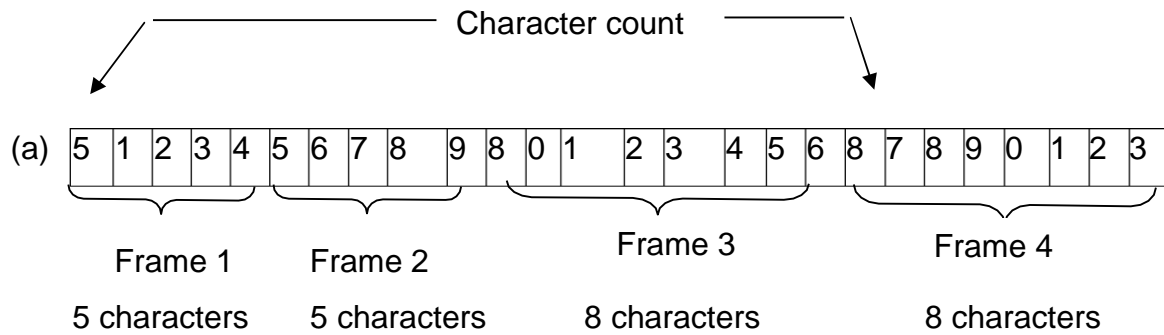 Character count
(a) 5 1 2 3 4 5 6 7 8 9 8 0 1 2 3 4 5 6 8 7 8 9 0 1 2 3
Frame 1 Frame 2 Frame 3 Frame 4
5 characters 5 characters 8 characters 8 characters